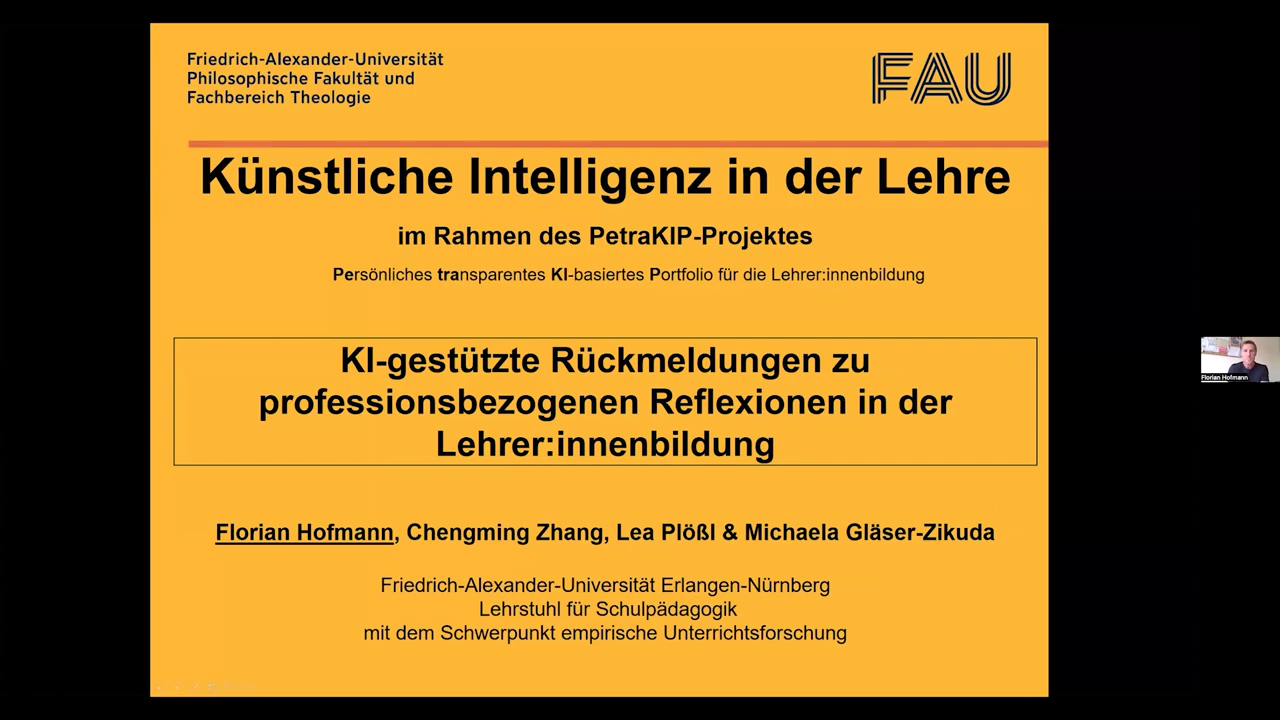 Friedrich-Alexander-Universität
Philosophische Fakultät und
Fachbereich Theologie
FAU
Künstliche Intelligenz in der Lehre
im Rahmen des PetraKIP-Projektes
Persönliches transparentes KI-basiertes Portfolio für die Lehrer:innenbildung
KI-gestützte Rückmeldungen zu
professionsbezogenen Reflexionen in der
Lehrer:innenbildung
Florian Hofmann, Chengming Zhang, Lea Plößl & Michaela Gläser-Zikuda
Friedrich-Alexander-Universität Erlangen-Nürnberg
Lehrstuhl für Schulpädagogik
mit dem Schwerpunkt empirische Unterrichtsforschung
Florian Hofmann